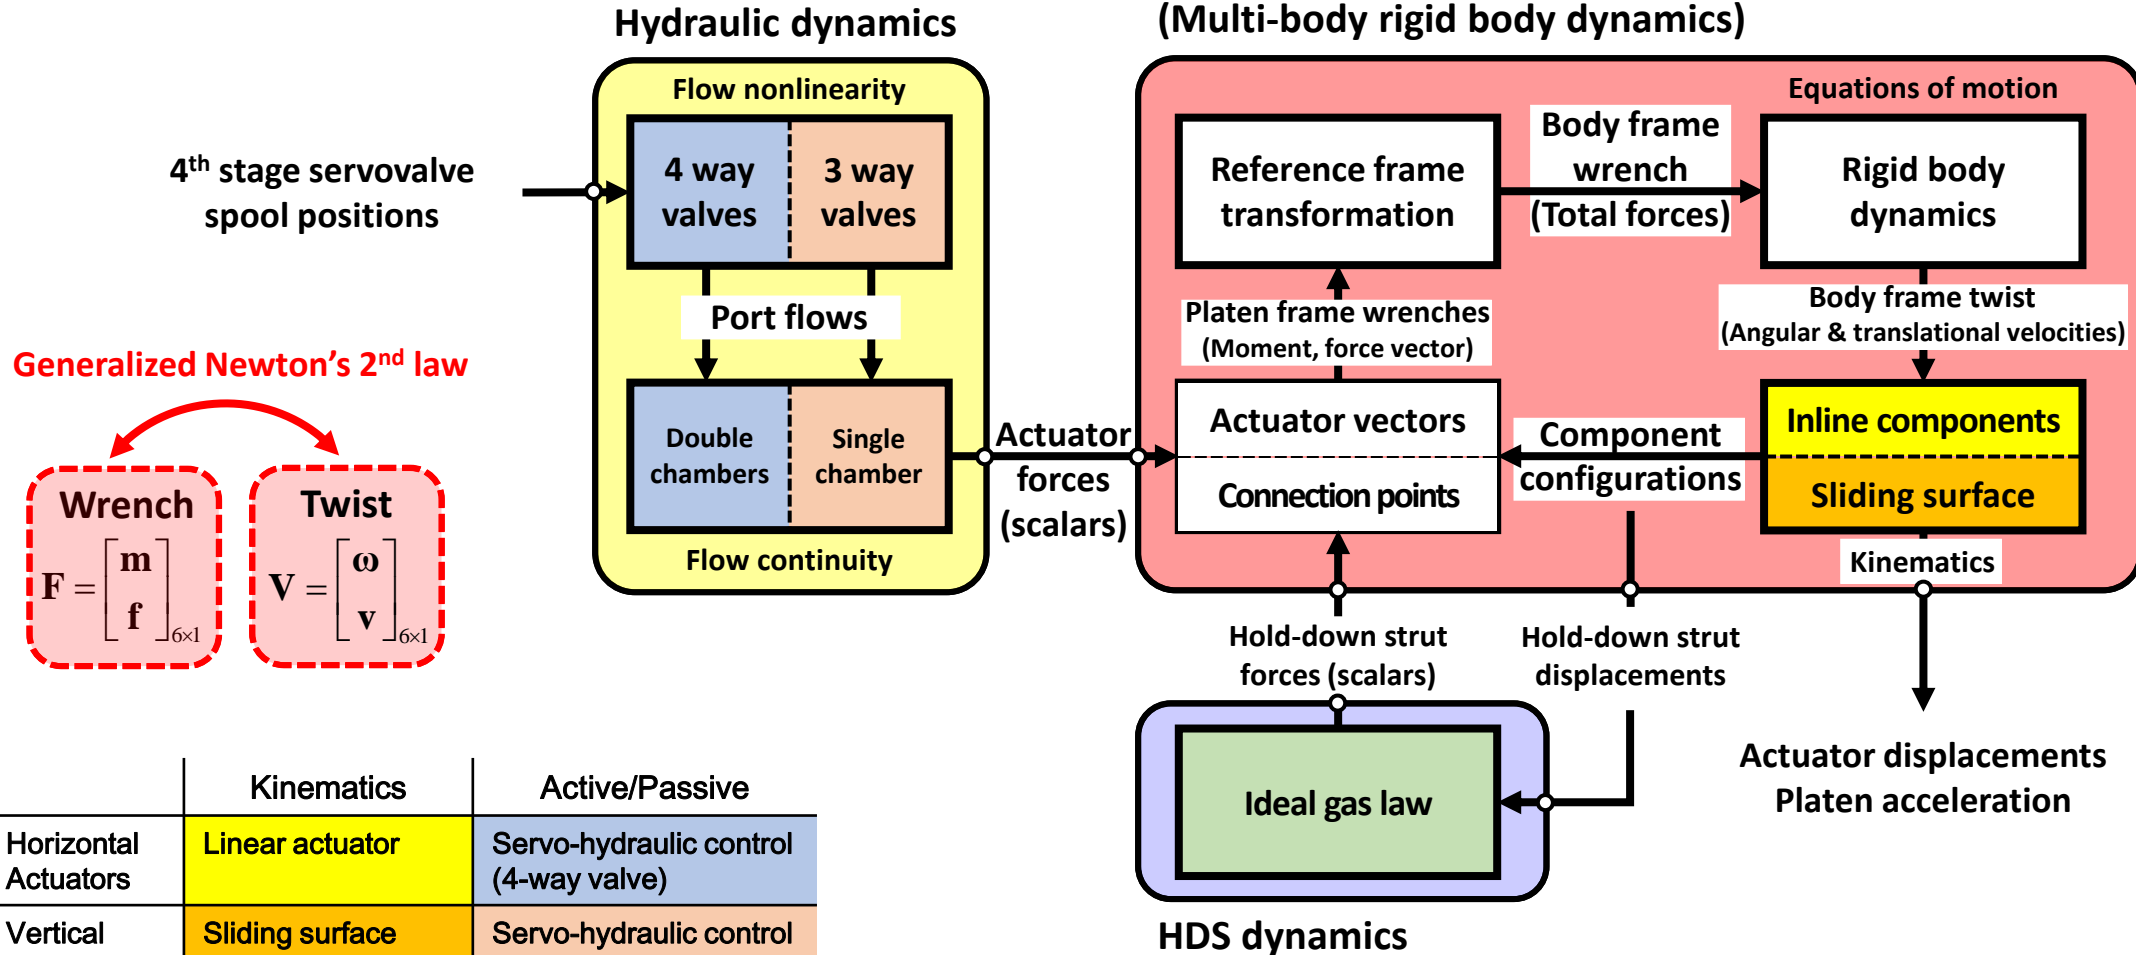 Hydraulic dynamics
(Multi-body rigid body dynamics)
Flow nonlinearity
4 way
valves
3 way
valves
4th stage servovalve
spool positions
Port flows
Double
chambers
Single
chamber
Flow continuity
Actuator
forces
(scalars)
Equations of motion
Reference frame
transformation
Body frame
wrench
(Total forces)
Rigid body
dynamics
Platen frame wrenches
(Moment, force vector)
Body frame twist
(Angular & translational velocities)
Actuator vectors
Connection points
Component
configurations
Inline components
Sliding surface
Kinematics
Hold-down strut
forces (scalars)
Hold-down strut
displacements
Ideal gas law
HDS dynamics
Actuator displacements
Platen acceleration
Generalized Newton's 2nd law
Wrench
F = [m f] 6×1
Twist
V = [ω v] 6×1
Kinematics Active/Passive
Horizontal Linear actuator Servo-hydraulic control
Actuators (4-way valve)
Vertical Sliding surface Servo-hydraulic control